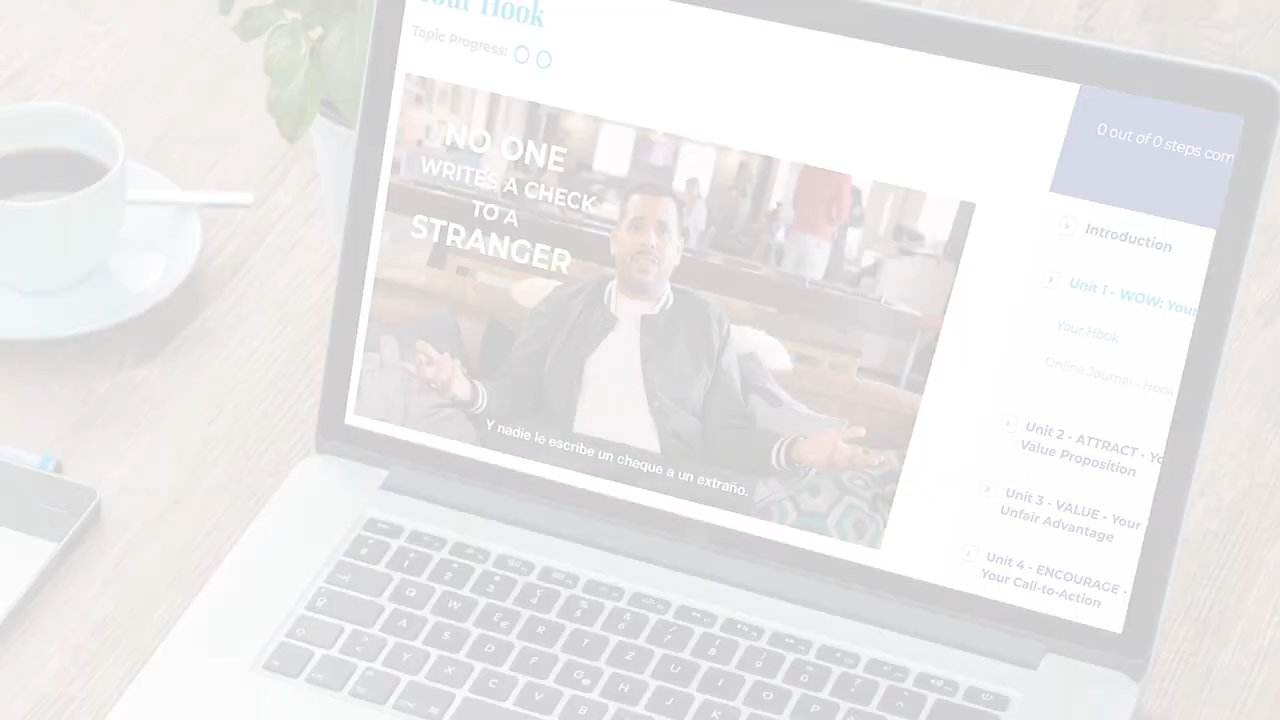 Your Hook
Topic Progress:
NO ONE
WRITES A CHECK
TO A
STRANGER
Y nadie le escribe un cheque a un extraño.
0 out of 0 steps com
Introduction
Unit 1 - WOW: Your
Your Hook
Online Journal - Hook
Unit 2 - ATTRACT - Yo
Value Proposition
Unit 3 - VALUE - Your
Unfair Advantage
Unit 4 - ENCOURAGE -
Your Call-to-Action